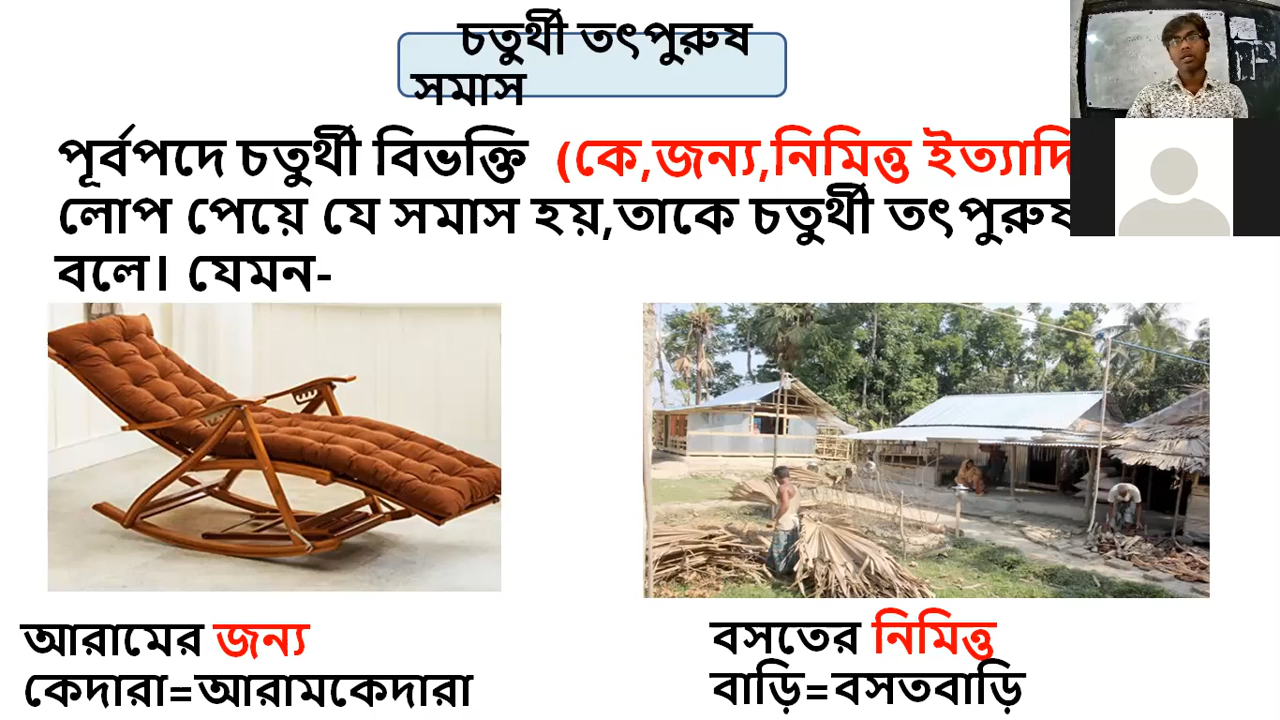 চতুর্থী তৎপুরুষ
সমাস
পূর্বপদে চতুর্থী বিভক্তি (কে,জন্য,নিমিত্ত ইত্যাদি
লোপ পেয়ে যে সমাস হয়,তাকে চতুর্থী তৎপুরুষ
বলে। যেমন-
আরামের জন্য
কেদারা=আরামকেদারা
বসতের নিমিত্ত
বাড়ি=বসতবাড়ি